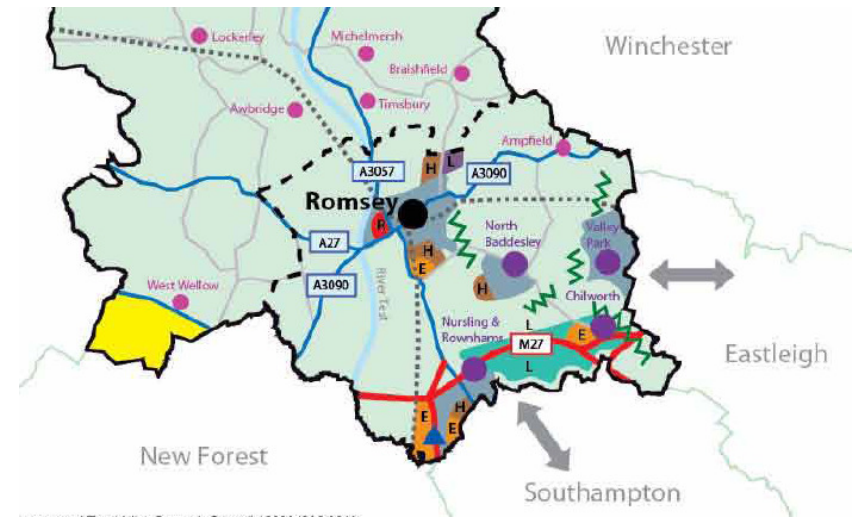 Lockerley
Michelmersh
Winchester
Braishfield
Awbridge
Timsbury
Ampfield
A3057
H
L
A3090
Romsey
R
North
Baddesley
Valley
Park
A27
H
E
A3090
River Test
H
West Wellow
Chilworth
Nursling &
Rownhams
L
M27
E
L
Eastleigh
E
H
E
New Forest
Southampton